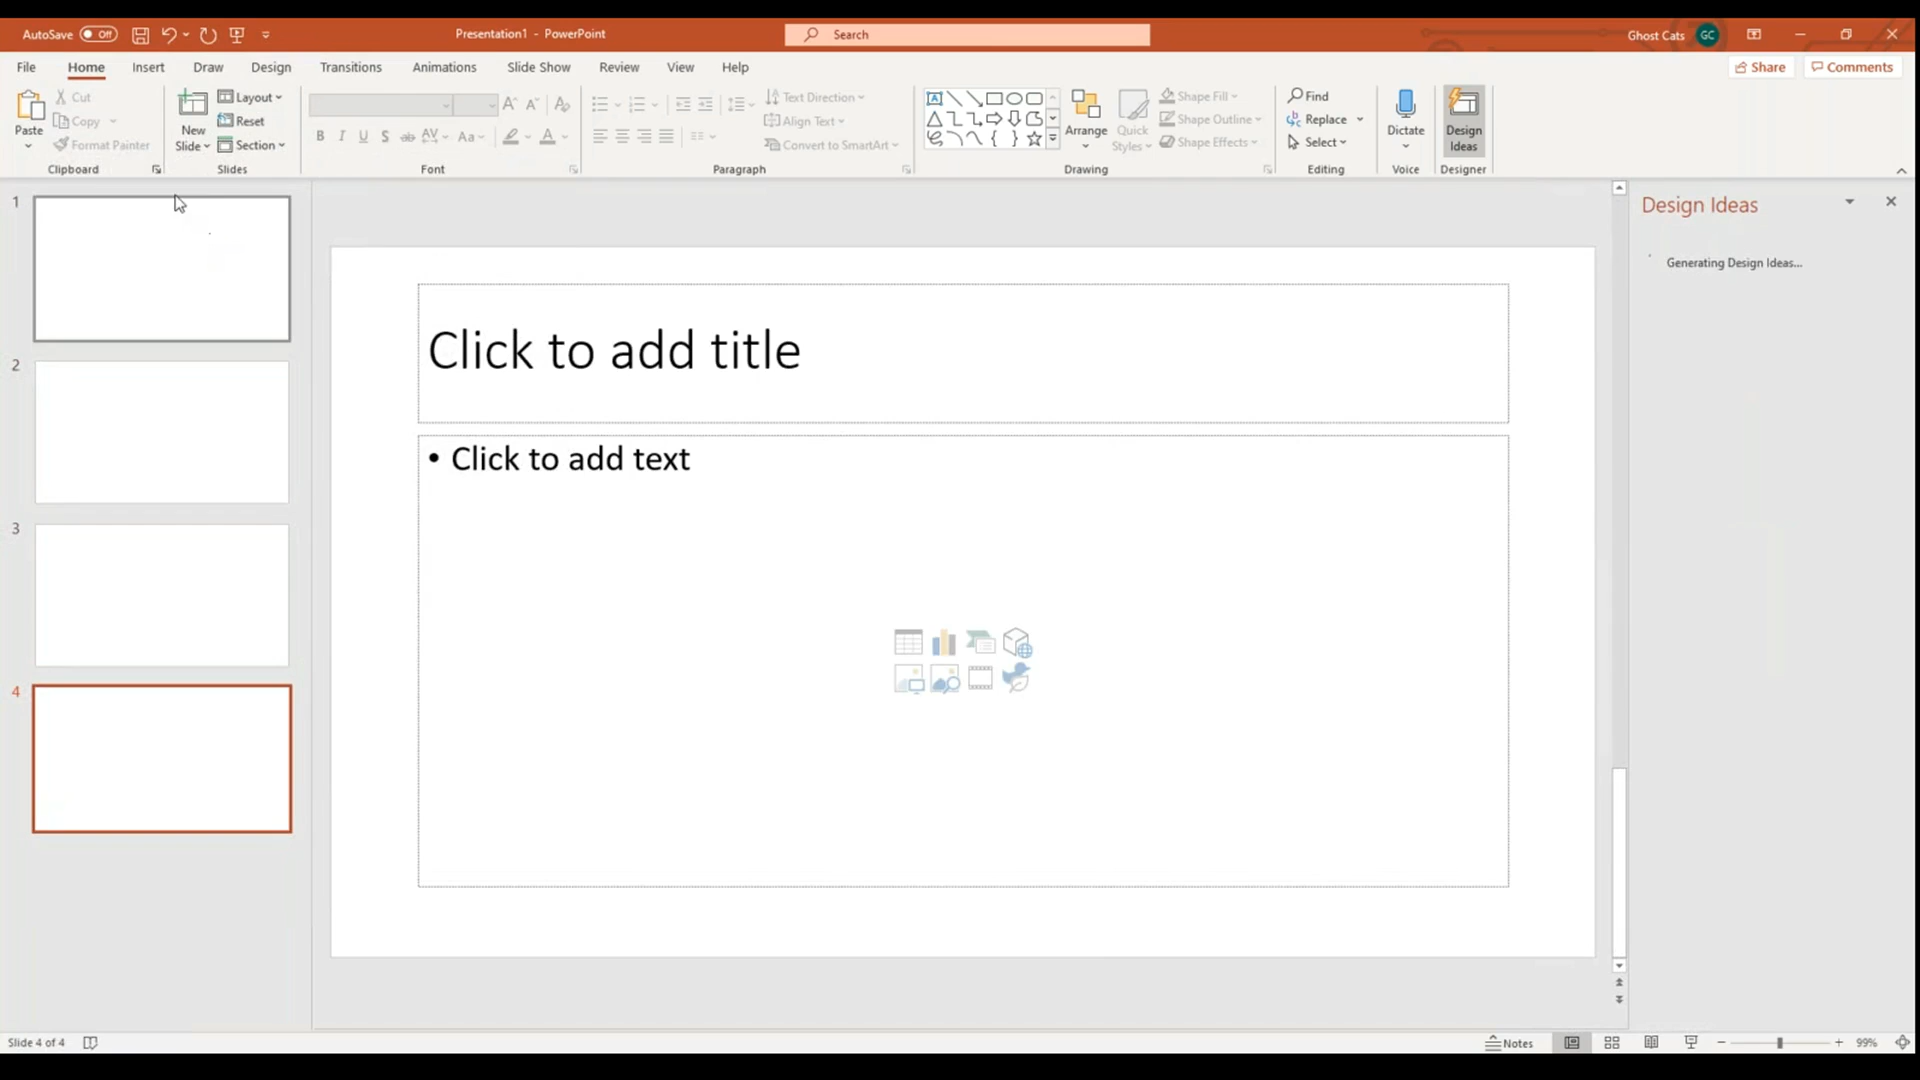 AutoSave Off
Presentation1 - PowerPoint
Search
Ghost Cats GC
File Home Insert Draw Design Transitions Animations Slide Show Review View Help
Share Comments
Paste
Cut
Copy
Format Painter
Clipboard
New
Slide
Layout
Reset
Section
Slides
B I U S ab AV Aa A
Font
Text Direction
Align Text
Convert to SmartArt
Paragraph
Arrange
Quick
Styles
Shape Fill
Shape Outline
Shape Effects
Drawing
Find
Replace
Select
Editing
Dictate
Voice
Design
Ideas
Designer
1
2
3
4
Click to add title
• Click to add text
Design Ideas
Generating Design Ideas...
Slide 4 of 4
Notes
99%